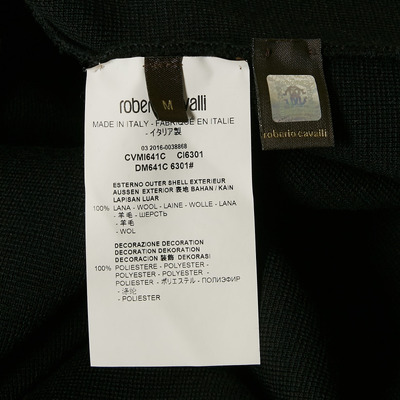 M
roberto cavalli
MADE IN ITALY - FABRIQUE EN ITALIE
- イタリア製
03 2016-0038868
CVMI641C CI6301
DM641C 6301#
ESTERNO OUTER SHELL EXTERIEUR
AUSSEN EXTERIOR 表地 BAHAN / KAIN
LAPISAN LUAR
100% LANA - WOOL - LAINE - WOLLE - LANA
- 羊毛 - ШЕРСТЬ
- 羊毛
- WOL
DECORAZIONE DECORATION
DECORATION DEKORATION
DECORACION 装飾 DEKORASI
100% POLIESTERE - POLYESTER -
POLYESTER - POLYESTER -
POLIESTER - ポリエステル - ПОЛИЭФИР
- 涤纶
- POLIESTER
roberto cavalli